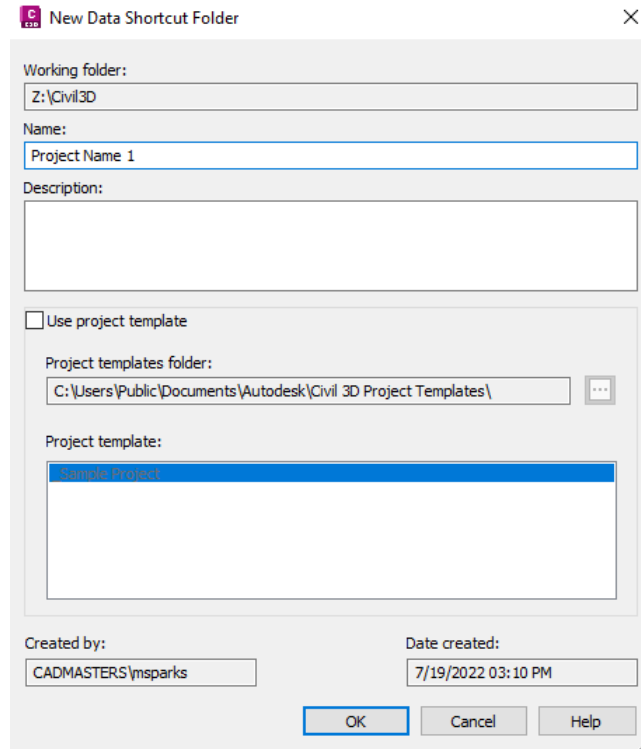 C
C3D
New Data Shortcut Folder
Working folder:
Z:\Civil3D
Name:
Project Name 1
Description:
Use project template
Project templates folder:
C:\Users\Public\Documents\Autodesk\Civil 3D Project Templates\
...
Project template:
Sample Project
Created by:
Date created:
CADMASTERS\msparks
7/19/2022 03:10 PM
OK
Cancel
Help